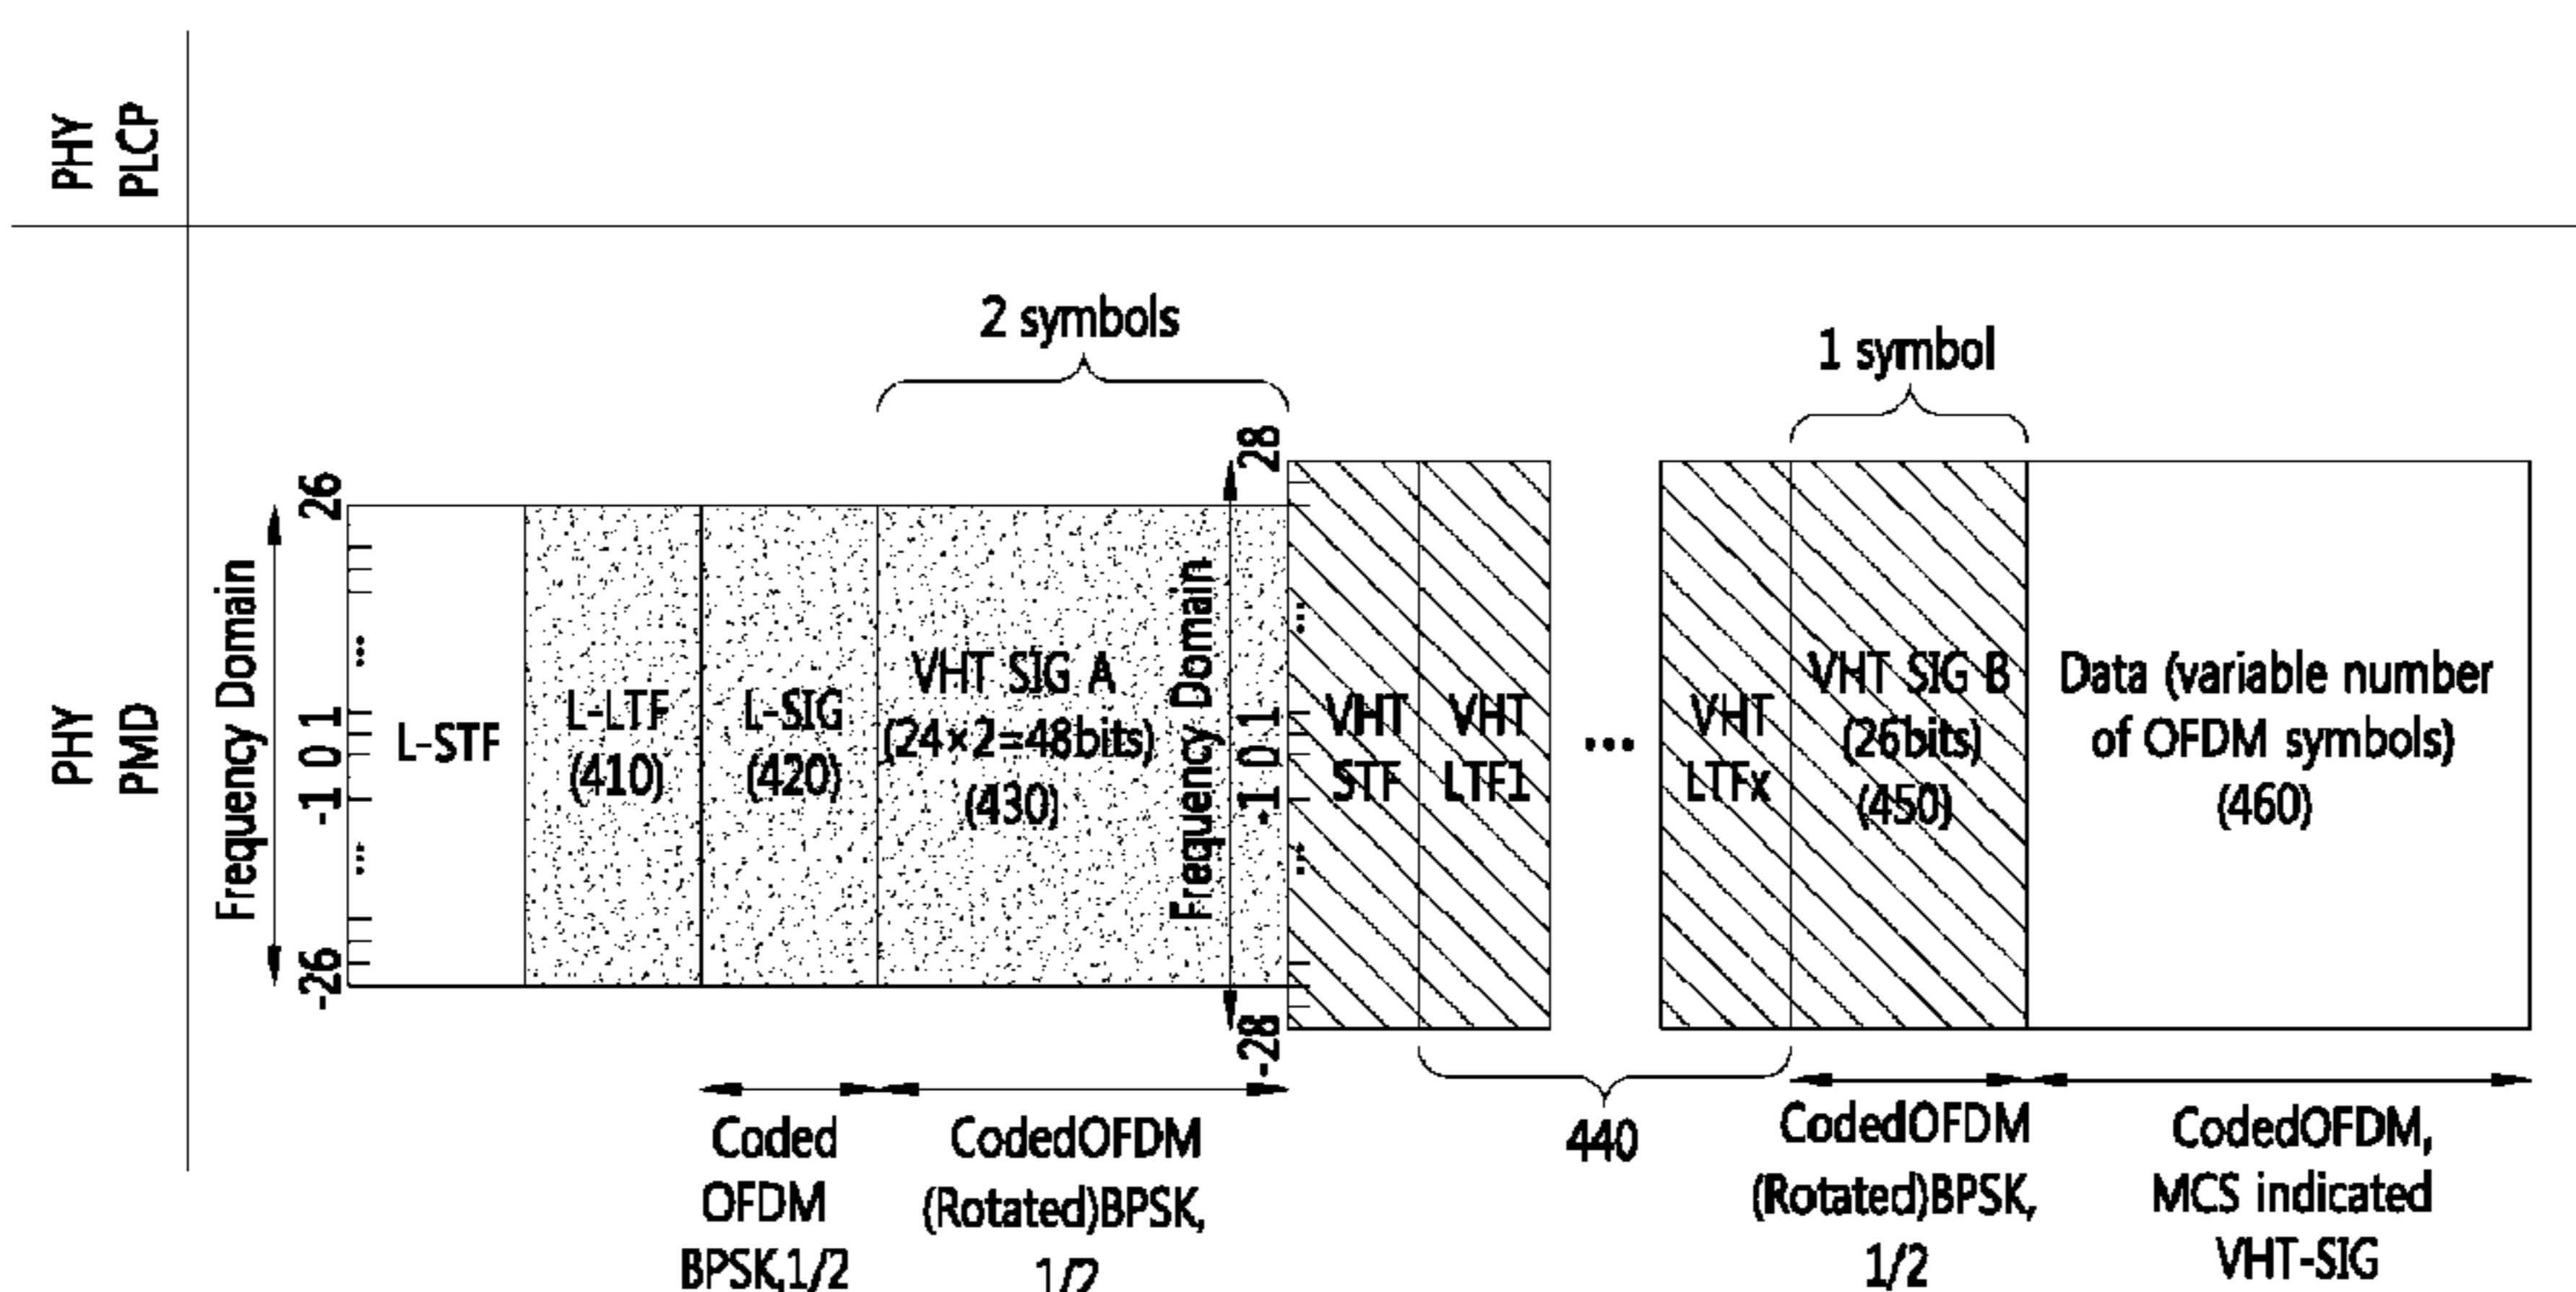 PHY
PLCP
2 symbols
1 symbol
PHY
PMD
Frequency Domain
26
...
-1 0 1
...
-26
L-STF
L-LTF
(410)
L-SIG
(420)
VHT SIG A
(24×2=48bits)
(430)
Frequency Domain
28
...
-1 0 1
...
-28
VHT
STF
VHT
LTF1
...
VHT
LTFx
VHT SIG B
(26bits)
(450)
Data (variable number
of OFDM symbols)
(460)
Coded
OFDM
BPSK,1/2
CodedOFDM
(Rotated)BPSK,
1/2
440
CodedOFDM
(Rotated)BPSK,
1/2
CodedOFDM,
MCS indicated
VHT-SIG